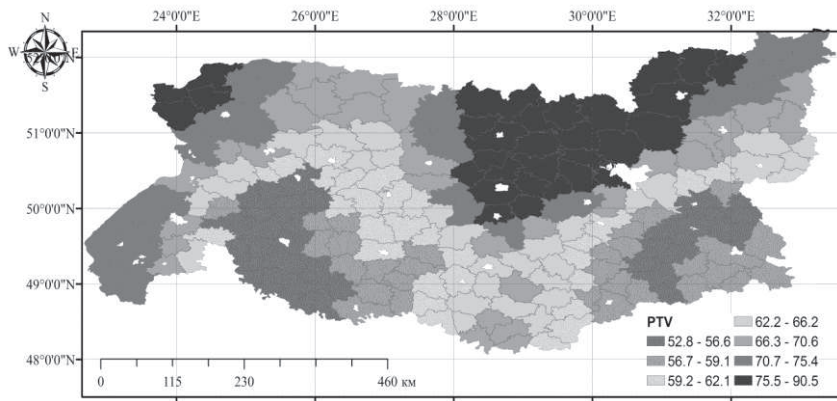 24°0'0"E 26°0'0"E 28°0'0"E 30°0'0"E 32°0'0"E
N
W E
S
51°0'0"N
50°0'0"N
49°0'0"N
48°0'0"N
PTV
52.8 - 56.6
56.7 - 59.1
59.2 - 62.1
62.2 - 66.2
66.3 - 70.6
70.7 - 75.4
75.5 - 90.5
0 115 230 460 км